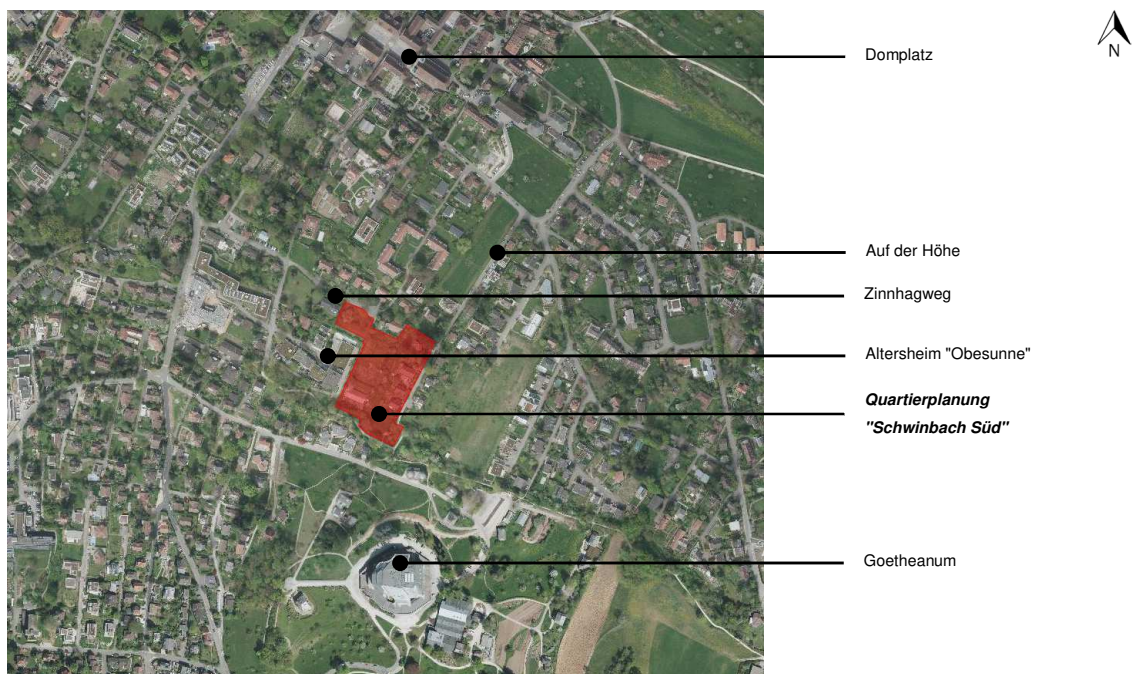 Domplatz
N
Auf der Höhe
Zinnhagweg
Altersheim "Obesunne"
Quartierplanung
"Schwinbach Süd"
Goetheanum